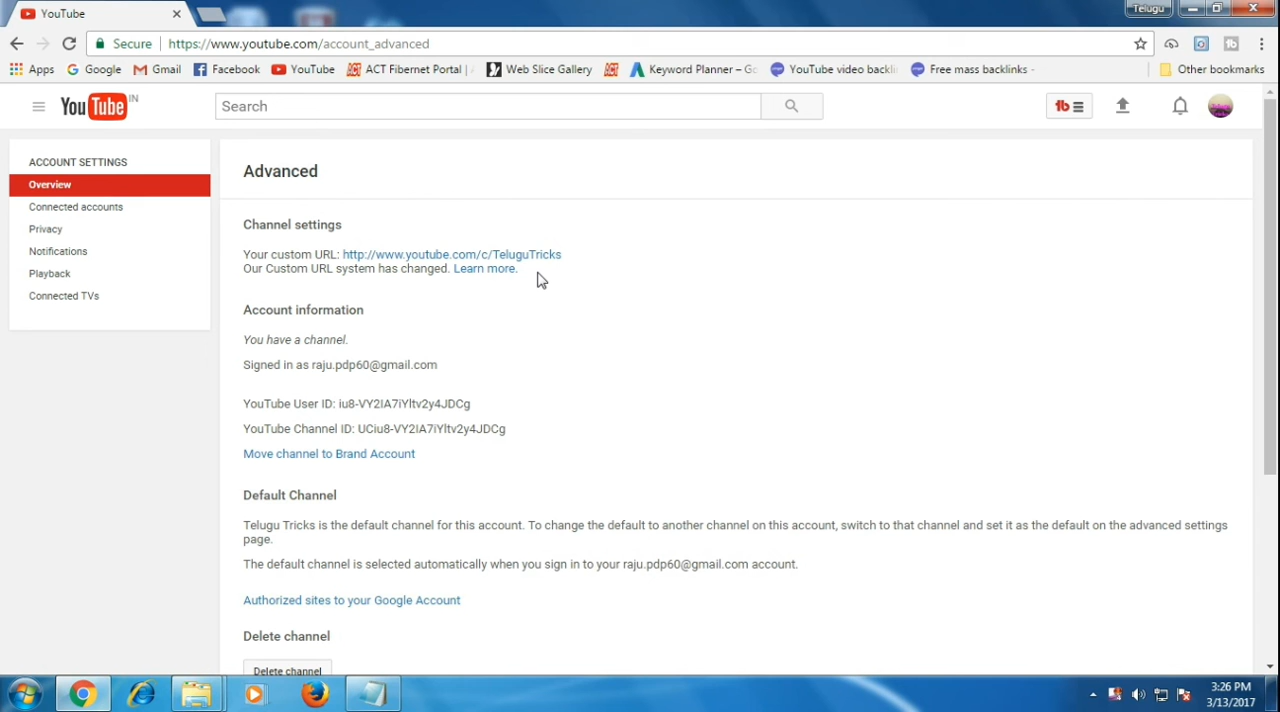 YouTube
Telugu
Secure https://www.youtube.com/account_advanced
Apps Google Gmail Facebook YouTube ACT Fibernet Portal | Web Slice Gallery Keyword Planner – Go YouTube video backli Free mass backlinks - Other bookmarks
YouTube IN Search
ACCOUNT SETTINGS
Overview
Connected accounts
Privacy
Notifications
Playback
Connected TVs
Advanced
Channel settings
Your custom URL: http://www.youtube.com/c/TeluguTricks
Our Custom URL system has changed. Learn more.
Account information
You have a channel.
Signed in as raju.pdp60@gmail.com
YouTube User ID: iu8-VY2IA7iYltv2y4JDCg
YouTube Channel ID: UCiu8-VY2IA7iYltv2y4JDCg
Move channel to Brand Account
Default Channel
Telugu Tricks is the default channel for this account. To change the default to another channel on this account, switch to that channel and set it as the default on the advanced settings
page.
The default channel is selected automatically when you sign in to your raju.pdp60@gmail.com account.
Authorized sites to your Google Account
Delete channel
Delete channel
3:26 PM
3/13/2017